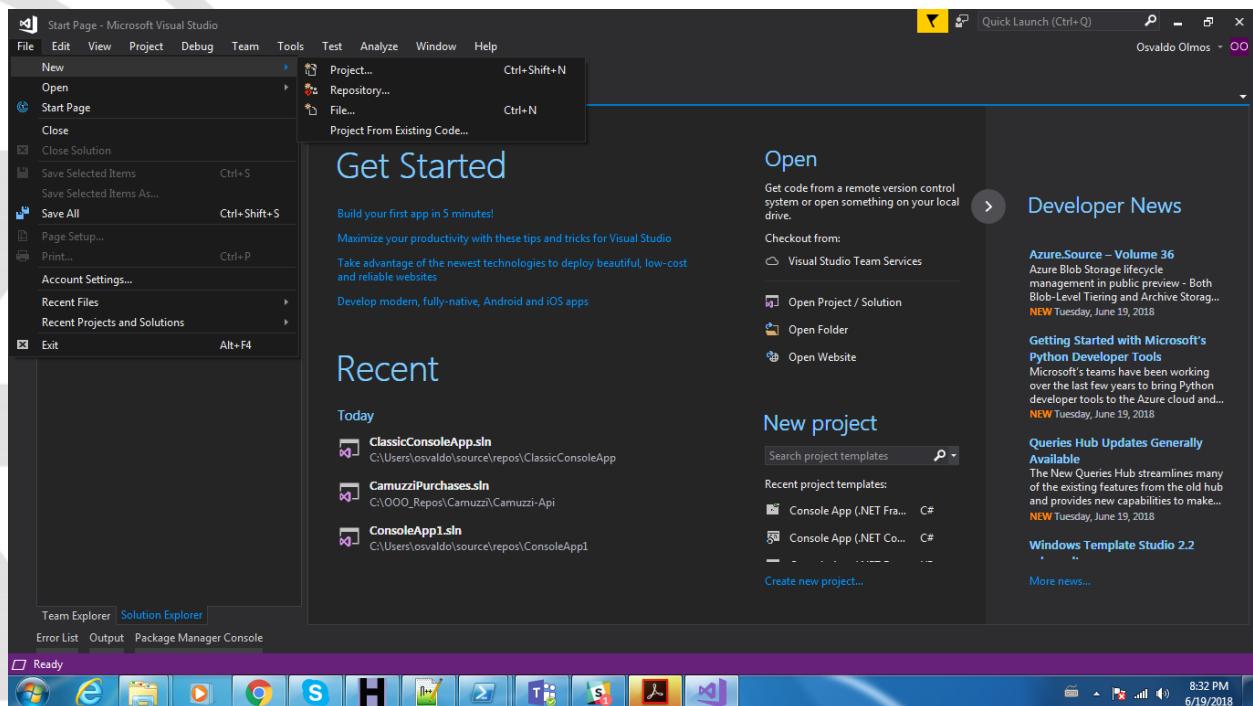 Start Page - Microsoft Visual Studio
Quick Launch (Ctrl+Q)
File Edit View Project Debug Team Tools Test Analyze Window Help
Osvaldo Olmos OO
New
Open
Start Page
Close
Close Solution
Save Selected Items Ctrl+S
Save Selected Items As...
Save All Ctrl+Shift+S
Page Setup...
Print... Ctrl+P
Account Settings...
Recent Files
Recent Projects and Solutions
Exit Alt+F4
Project... Ctrl+Shift+N
Repository...
File... Ctrl+N
Project From Existing Code...
Get Started
Build your first app in 5 minutes!
Maximize your productivity with these tips and tricks for Visual Studio
Take advantage of the newest technologies to deploy beautiful, low-cost
and reliable websites
Develop modern, fully-native, Android and iOS apps
Recent
Today
ClassicConsoleApp.sln
C:\Users\osvaldo\source\repos\ClassicConsoleApp
CamuzziPurchases.sln
C:\OOO_Repos\Camuzzi\Camuzzi-Api
ConsoleApp1.sln
C:\Users\osvaldo\source\repos\ConsoleApp1
Open
Get code from a remote version control
system or open something on your local
drive.
Checkout from:
Visual Studio Team Services
Open Project / Solution
Open Folder
Open Website
New project
Search project templates
Recent project templates:
Console App (.NET Fra... C#
Console App (.NET Co... C#
Create new project...
Developer News
Azure.Source – Volume 36
Azure Blob Storage lifecycle
management in public preview - Both
Blob-Level Tiering and Archive Storag...
NEW Tuesday, June 19, 2018
Getting Started with Microsoft's
Python Developer Tools
Microsoft's teams have been working
over the last few years to bring Python
developer tools to the Azure cloud and...
NEW Tuesday, June 19, 2018
Queries Hub Updates Generally
Available
The New Queries Hub streamlines many
of the existing features from the old hub
and provides new capabilities to make...
NEW Tuesday, June 19, 2018
Windows Template Studio 2.2
More news...
Team Explorer Solution Explorer
Error List Output Package Manager Console
Ready
8:32 PM
6/19/2018